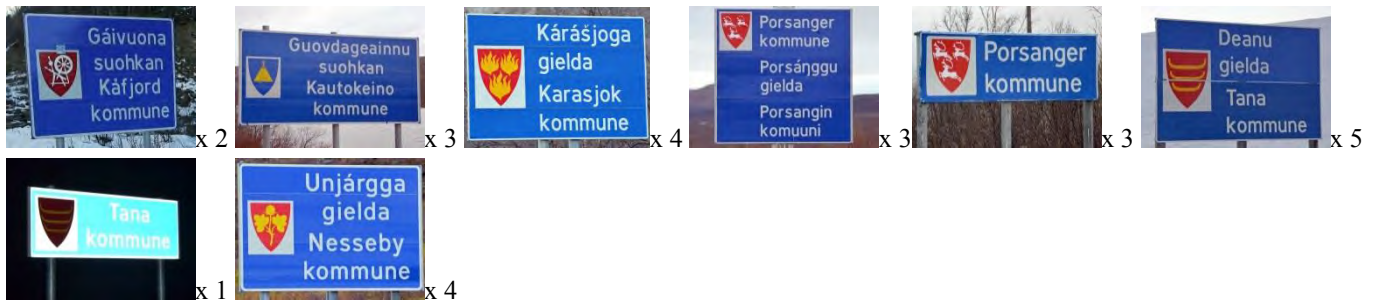 Gáivuona
suohkan
Kåfjord
kommune
x 2
Guovdageainnu
suohkan
Kautokeino
kommune
x 3
Kárášjoga
gielda
Karasjok
kommune
x 4
Porsanger
kommune
Porsáŋggu
gielda
Porsangin
komuuni
x 3
Porsanger
kommune
x 3
Deanu
gielda
Tana
kommune
x 5
Tana
kommune
x 1
Unjárgga
gielda
Nesseby
kommune
x 4